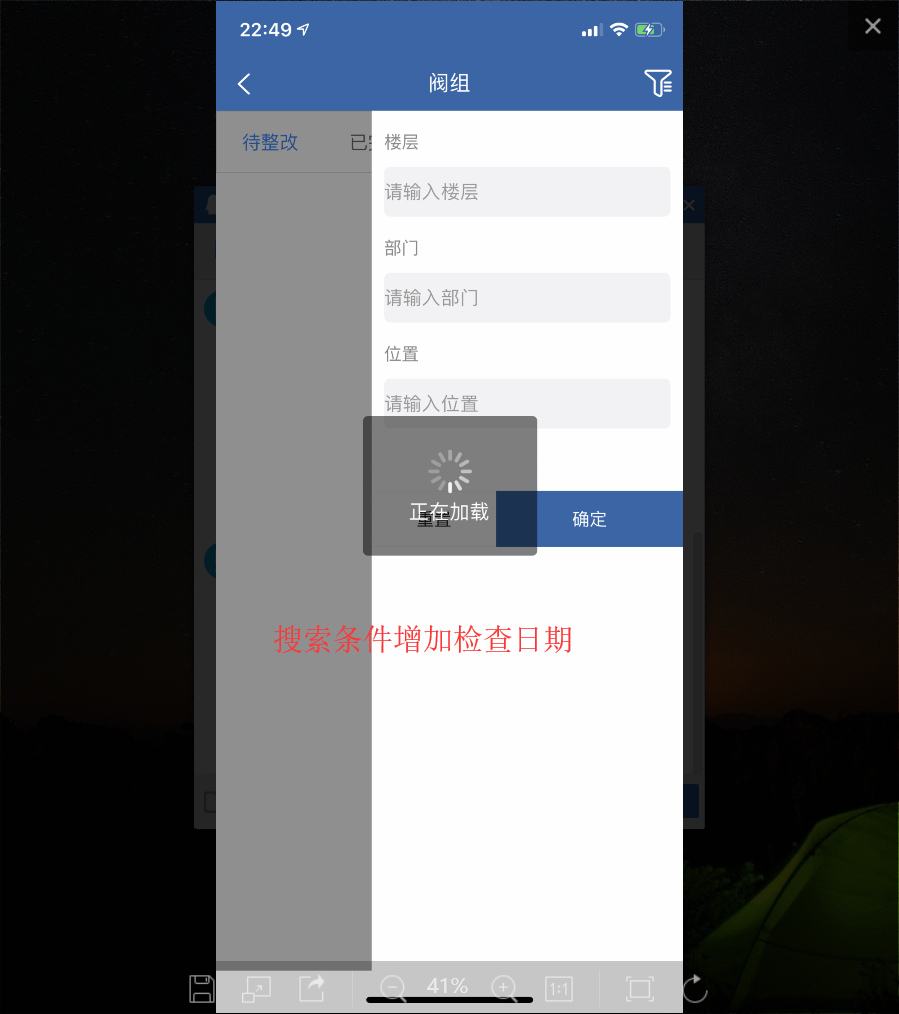 22:49
阀组
待整改
已
楼层
请输入楼层
部门
请输入部门
位置
请输入位置
正在加载
重置
确定
搜索条件增加检查日期
41%
1:1